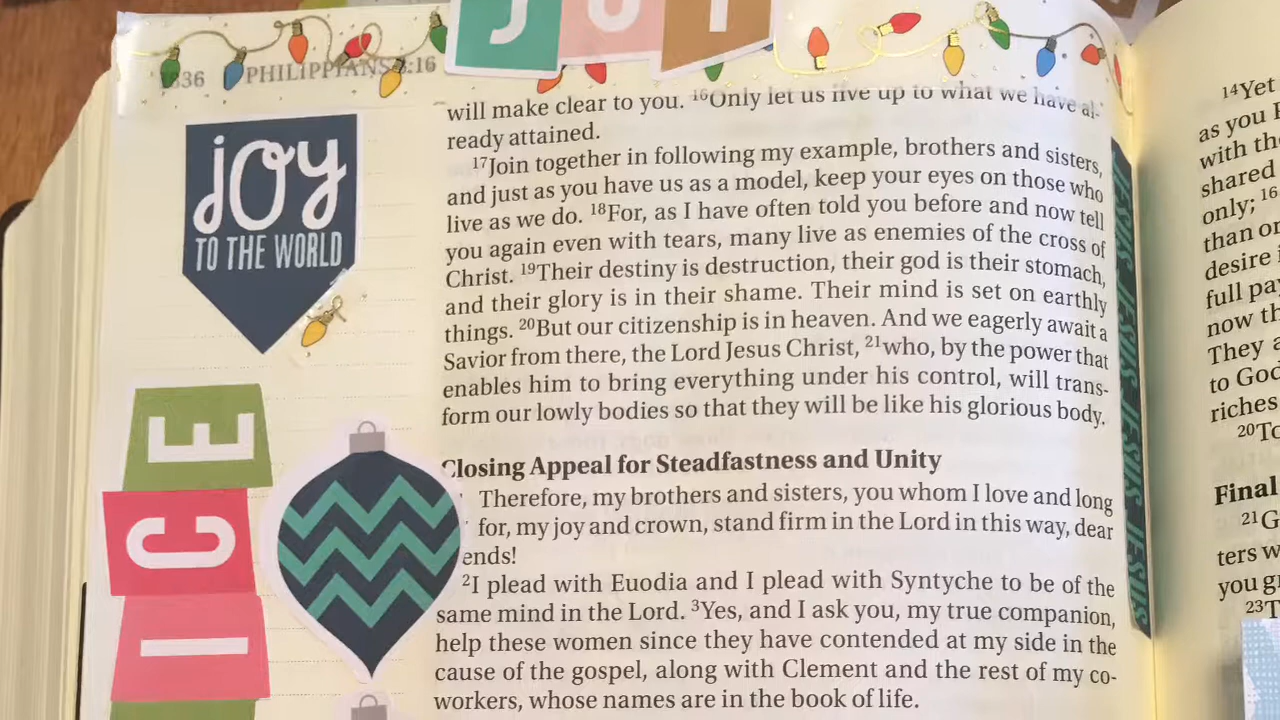 JOY
PHILIPPIANS 3:16
joy
TO THE WORLD
will make clear to you. 16Only let us live up to what we have al-
ready attained.
17Join together in following my example, brothers and sisters,
and just as you have us as a model, keep your eyes on those who
live as we do. 18For, as I have often told you before and now tell
you again even with tears, many live as enemies of the cross of
Christ. 19Their destiny is destruction, their god is their stomach,
and their glory is in their shame. Their mind is set on earthly
things. 20But our citizenship is in heaven. And we eagerly await a
Savior from there, the Lord Jesus Christ, 21who, by the power that
enables him to bring everything under his control, will trans-
form our lowly bodies so that they will be like his glorious body.
Closing Appeal for Steadfastness and Unity
Therefore, my brothers and sisters, you whom I love and long
for, my joy and crown, stand firm in the Lord in this way, dear
ends!
2I plead with Euodia and I plead with Syntyche to be of the
same mind in the Lord. 3Yes, and I ask you, my true companion,
help these women since they have contended at my side in the
cause of the gospel, along with Clement and the rest of my co-
workers, whose names are in the book of life.
ICE
JESUS JESUS JESUS JESUS JESUS
14Yet
as you
with the
shared
only; 16
than
desire
full
now
They
to God
riches
20To
Final
21G
ters
you
23T